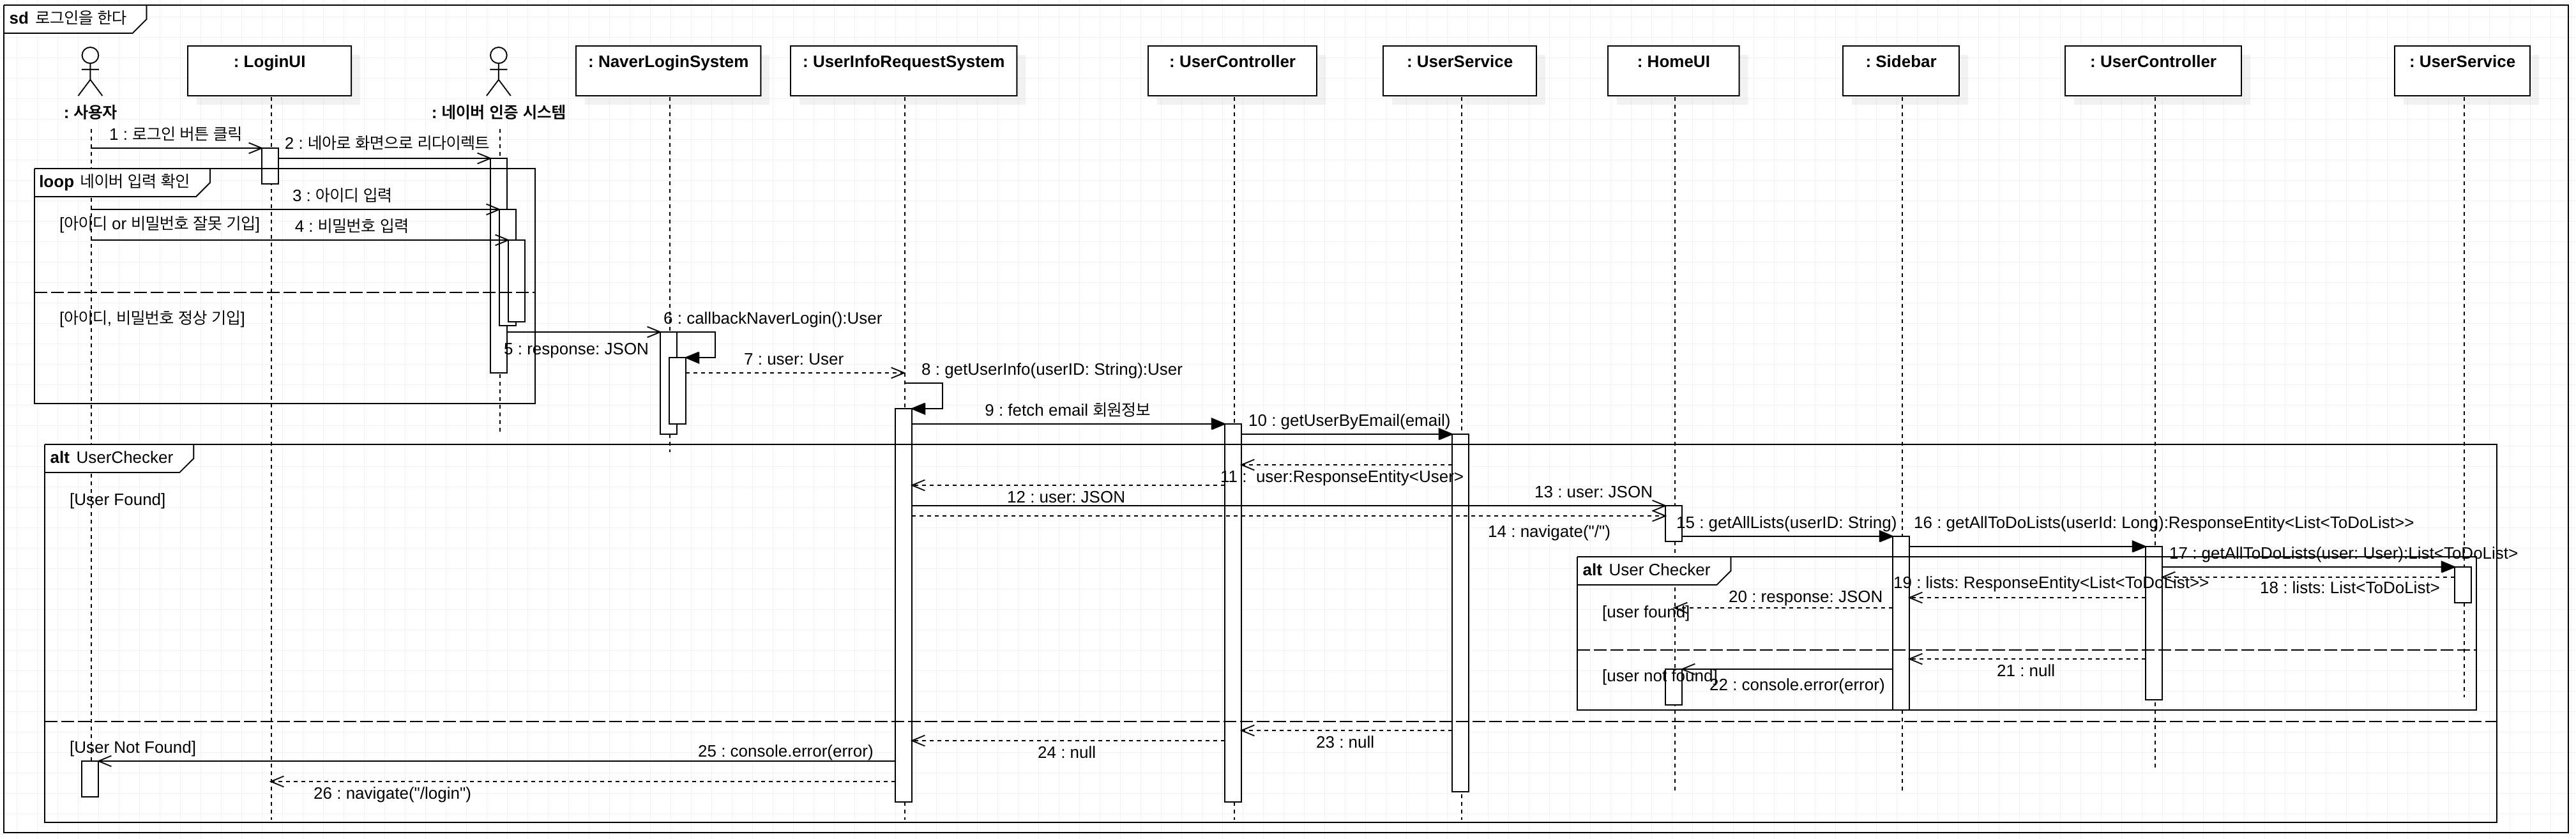 sd 로그인을 한다
: 사용자
: LoginUI
: 네이버 인증 시스템
: NaverLoginSystem
: UserInfoRequestSystem
: UserController
: UserService
: HomeUI
: Sidebar
: UserController
: UserService
1 : 로그인 버튼 클릭
2 : 네아로 화면으로 리다이렉트
loop 네이버 입력 확인
3 : 아이디 입력
[아이디 or 비밀번호 잘못 기입]
4 : 비밀번호 입력
[아이디, 비밀번호 정상 기입]
5 : response: JSON
6 : callbackNaverLogin():User
7 : user: User
8 : getUserInfo(userID: String):User
9 : fetch email 회원정보
10 : getUserByEmail(email)
alt UserChecker
[User Found]
11 : user:ResponseEntity<User>
12 : user: JSON
13 : user: JSON
14 : navigate("/")
15 : getAllLists(userID: String)
16 : getAllToDoLists(userId: Long):ResponseEntity<List<ToDoList>>
17 : getAllToDoLists(user: User):List<ToDoList>
alt User Checker
18 : lists: List<ToDoList>
19 : lists: ResponseEntity<List<ToDoList>>
20 : response: JSON
[user found]
21 : null
[user not found]
22 : console.error(error)
[User Not Found]
23 : null
24 : null
25 : console.error(error)
26 : navigate("/login")